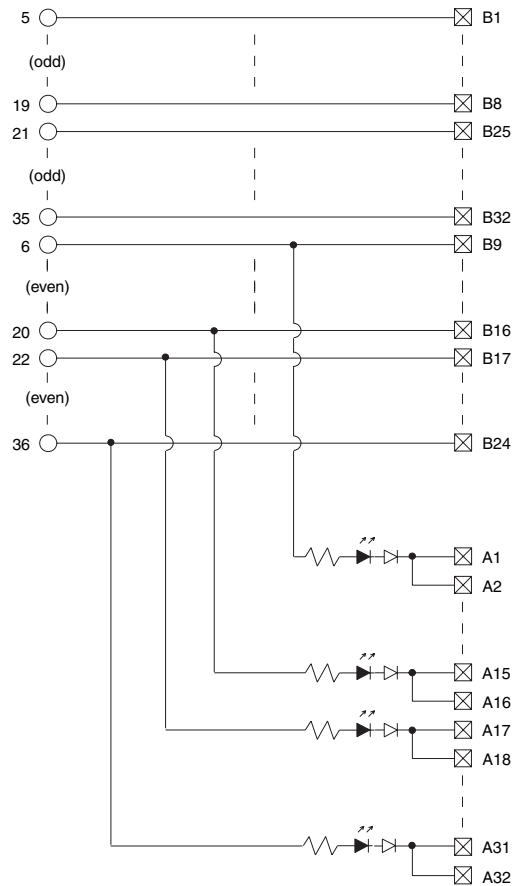 5 B1
(odd)
19 B8
21 B25
(odd)
35 B32
6 B9
(even)
20 B16
22 B17
(even)
36 B24
A1
A2
A15
A16
A17
A18
A31
A32